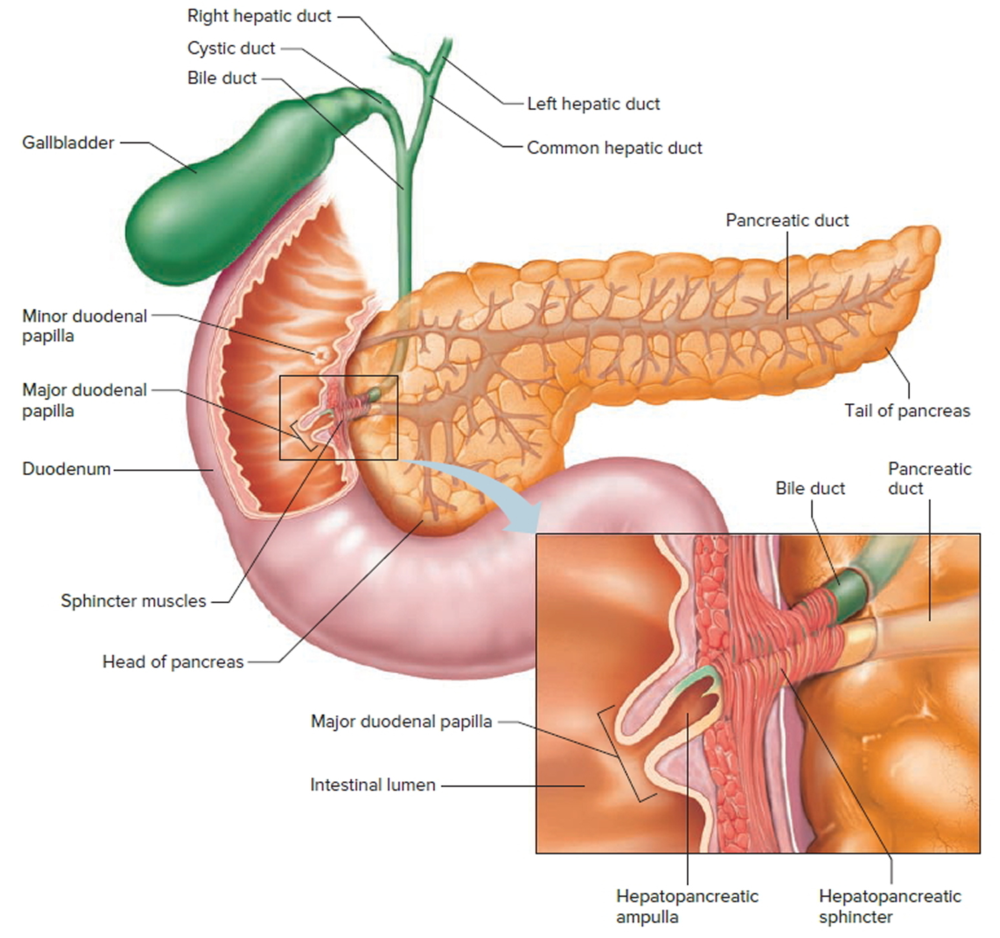 Right hepatic duct
Cystic duct
Bile duct
Left hepatic duct
Gallbladder
Common hepatic duct
Pancreatic duct
Minor duodenal
papilla
Major duodenal
papilla
Tail of pancreas
Duodenum
Pancreatic
duct
Bile duct
Sphincter muscles
Head of pancreas
Major duodenal papilla
Intestinal lumen
Hepatopancreatic
ampulla
Hepatopancreatic
sphincter